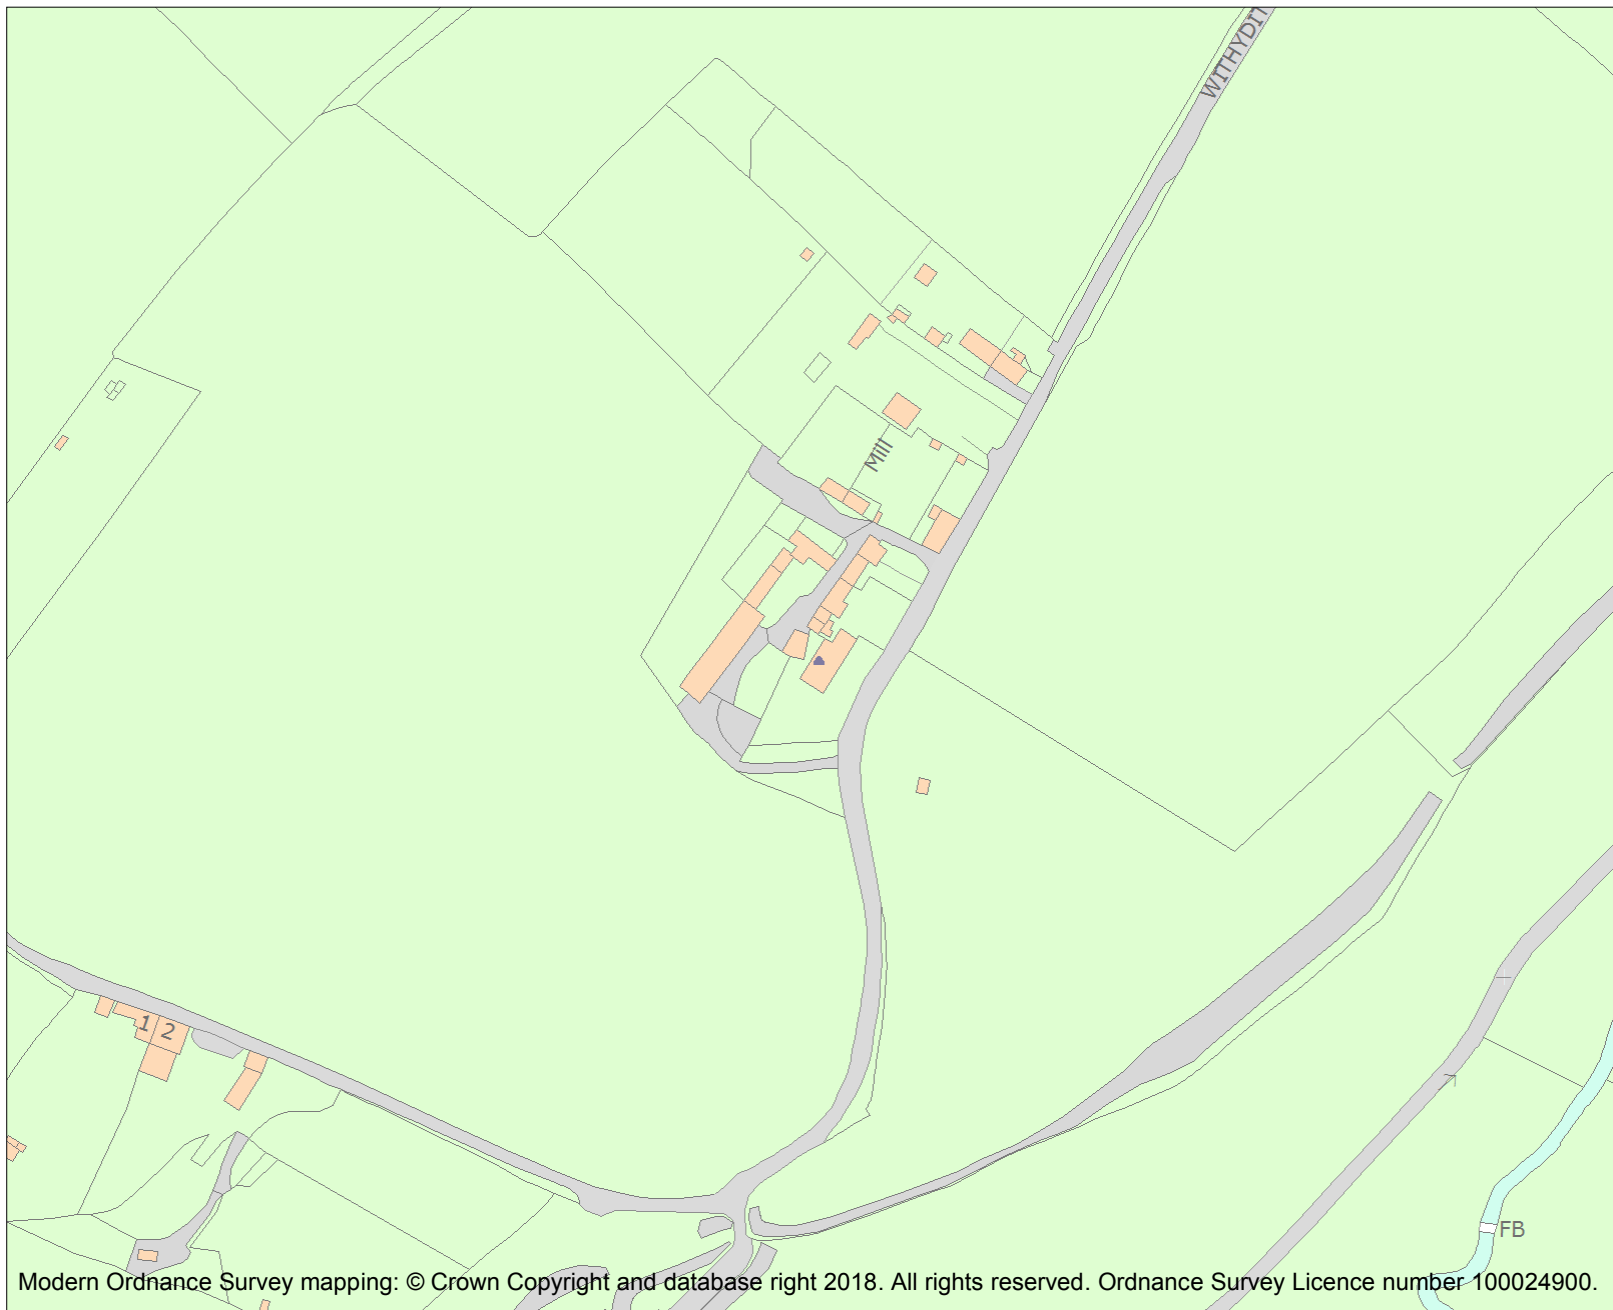 WITHYDIT
Mill
1
2
FB
Modern Ordnance Survey mapping: © Crown Copyright and database right 2018. All rights reserved. Ordnance Survey Licence number 100024900.